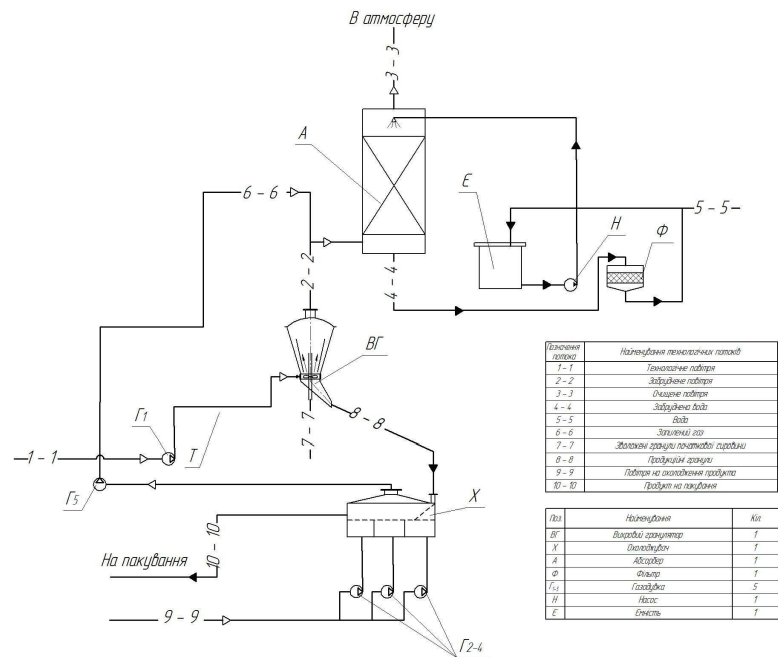 В атмосферу
3 - 3
А
6 - 6
Е
Н
5 - 5
Ф
2 - 2
4 - 4
ВГ
Г1
8 - 8
7 - 7
1 - 1
Т
Г5
Х
10 - 10
На пакування
9 - 9
Г2-4
Позначення потока Найменування технологічних потоків
1 - 1 Технологічне повітря
2 - 2 Забруднене повітря
3 - 3 Очищене повітря
4 - 4 Забруднена вода
5 - 5 Вода
6 - 6 Запилений газ
7 - 7 Зволожені гранули початкової сировини
8 - 8 Продукційні гранули
9 - 9 Повітря на охолодження продукта
10 - 10 Продукти на пакування
Поз. Найменування Кіл.
ВГ Вихровий гранулятор 1
Х Охолоджувач 1
А Абсорбер 1
Ф Фільтр 1
Г1-5 Газодувка 5
Н Насос 1
Е Ємність 1